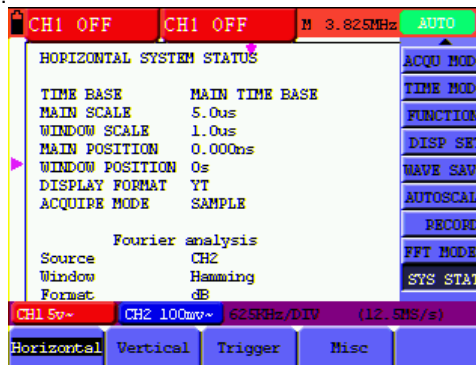 CH1 OFF CH1 OFF M 3.825MHz AUTO
HORIZONTAL SYSTEM STATUS
TIME BASE MAIN TIME BASE
MAIN SCALE 5.0us
WINDOW SCALE 1.0us
MAIN POSITION 0.000ns
WINDOW POSITION 0s
DISPLAY FORMAT YT
ACQUIRE MODE SAMPLE
Fourier analysis
Source CH2
Window Hamming
Format dB
ACQU MOD
TIME MOD
FUNCTION
DISP SET
WAVE SAV
AUTOSCAL
RECORD
FFT MODE
SYS STAT
CH1 5v~ CH2 100mv~ 625KHz/DIV (12.5MS/s)
Horizontal Vertical Trigger Misc